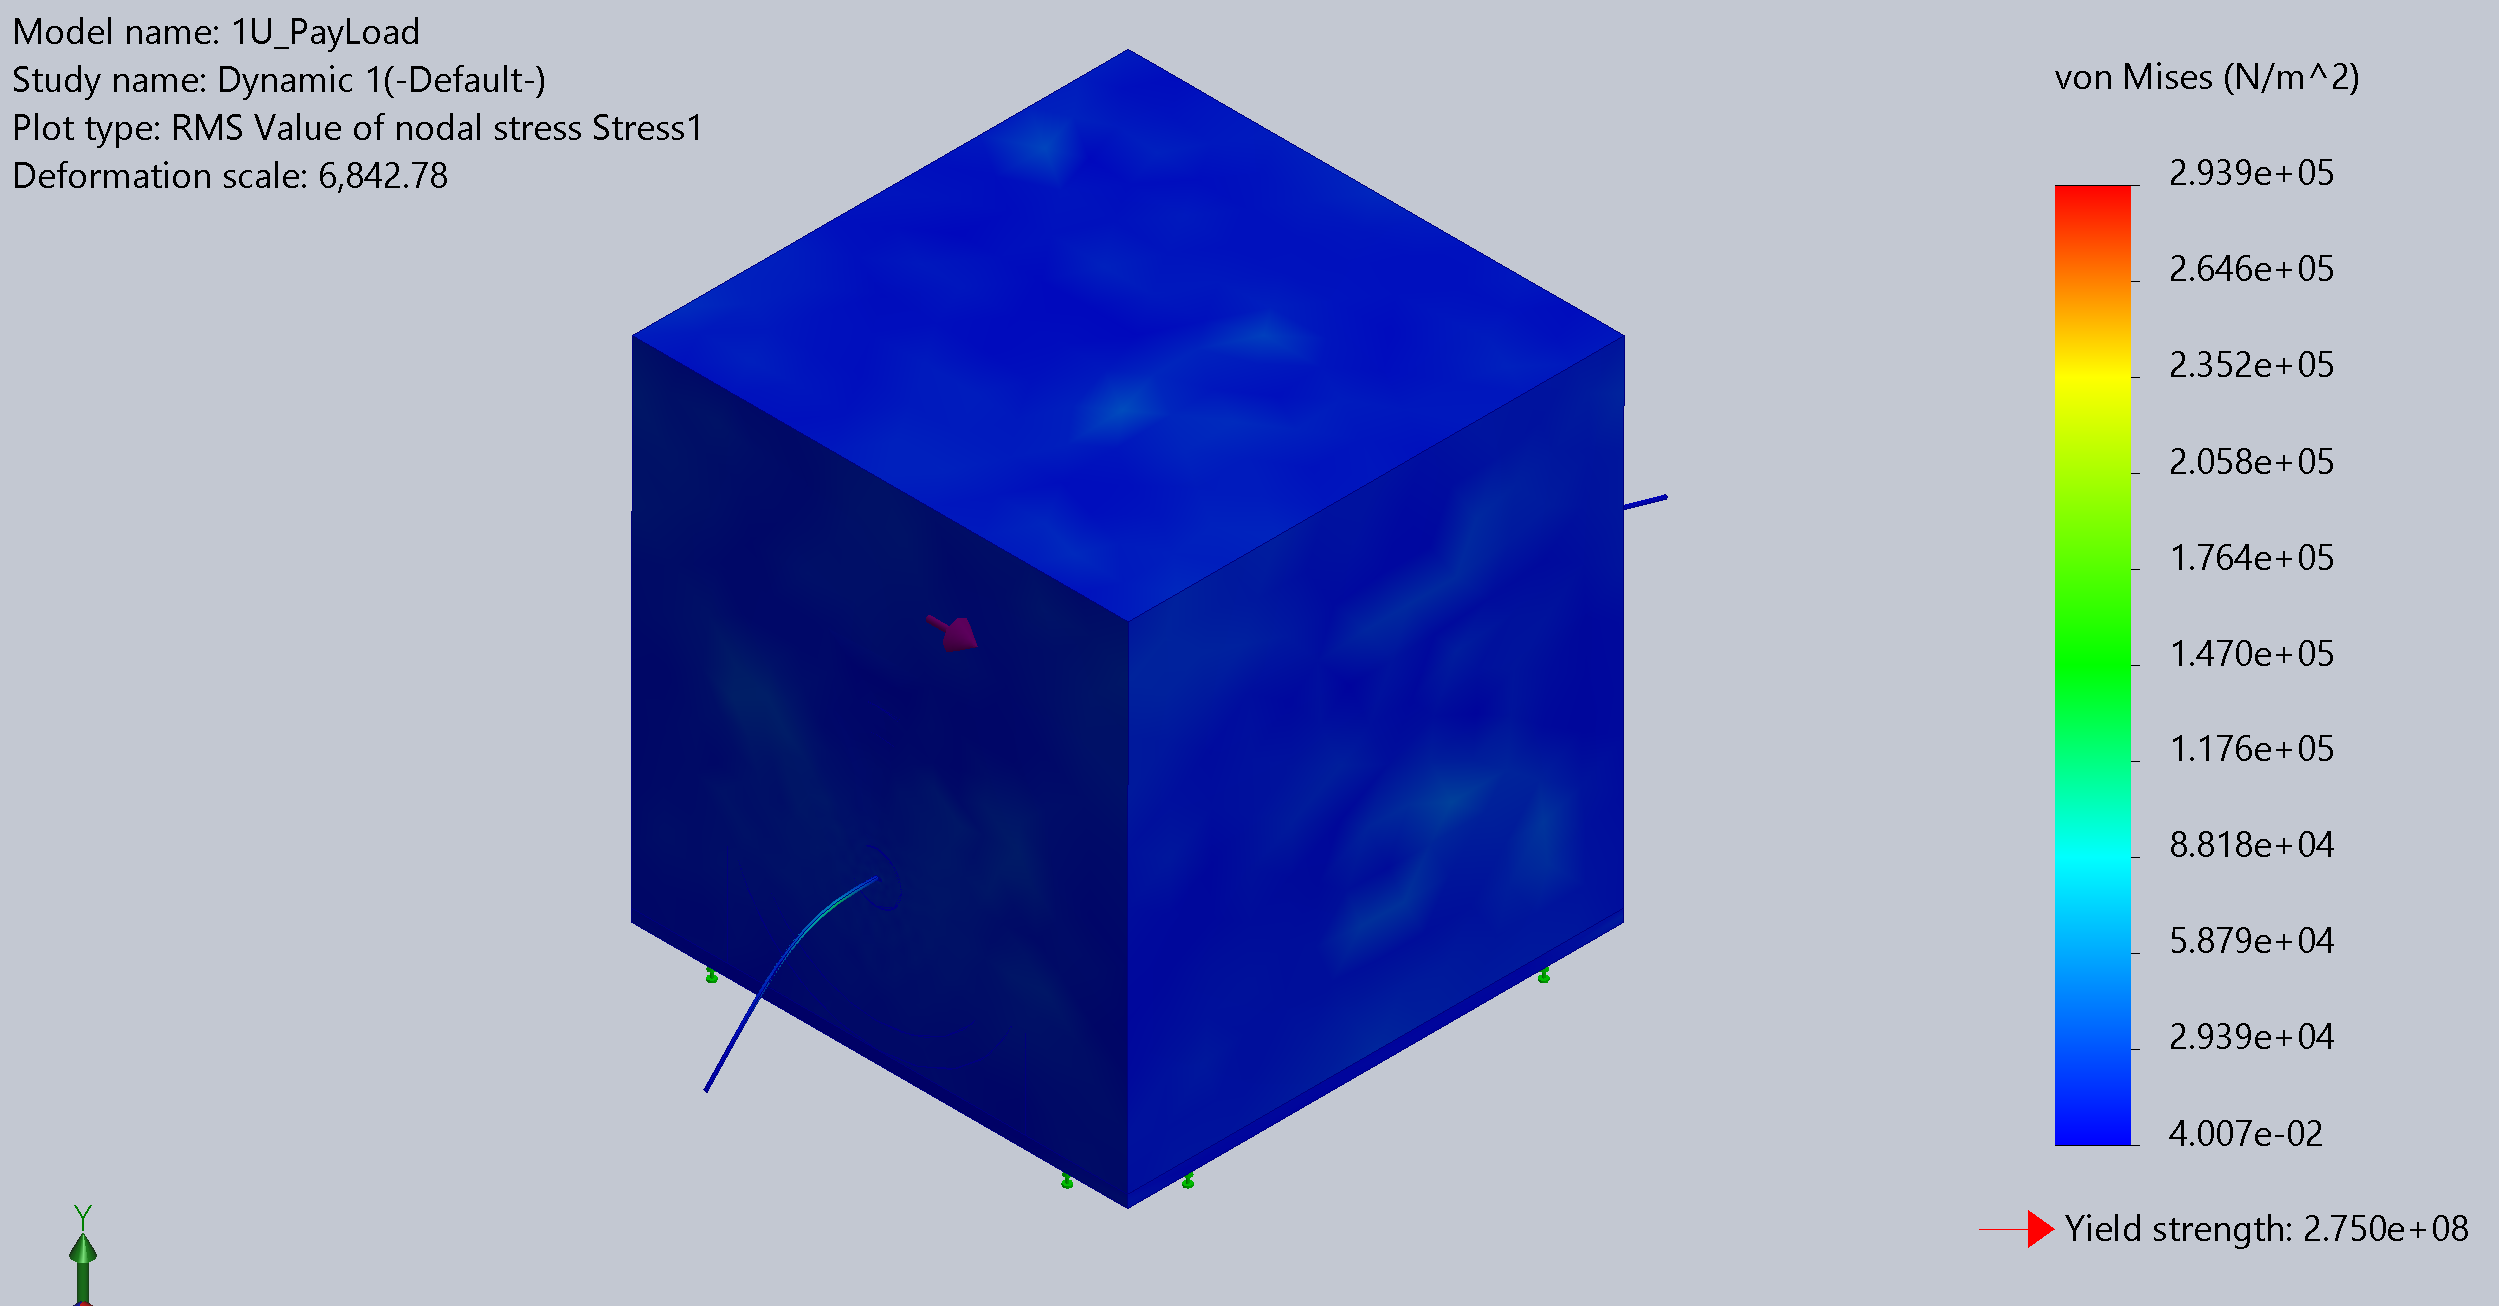 Model name: 1U_PayLoad
Study name: Dynamic 1(-Default-)
Plot type: RMS Value of nodal stress Stress1
Deformation scale: 6,842.78
von Mises (N/m^2)
2.939e+05
2.646e+05
2.352e+05
2.058e+05
1.764e+05
1.470e+05
1.176e+05
8.818e+04
5.879e+04
2.939e+04
4.007e-02
Yield strength: 2.750e+08
Y